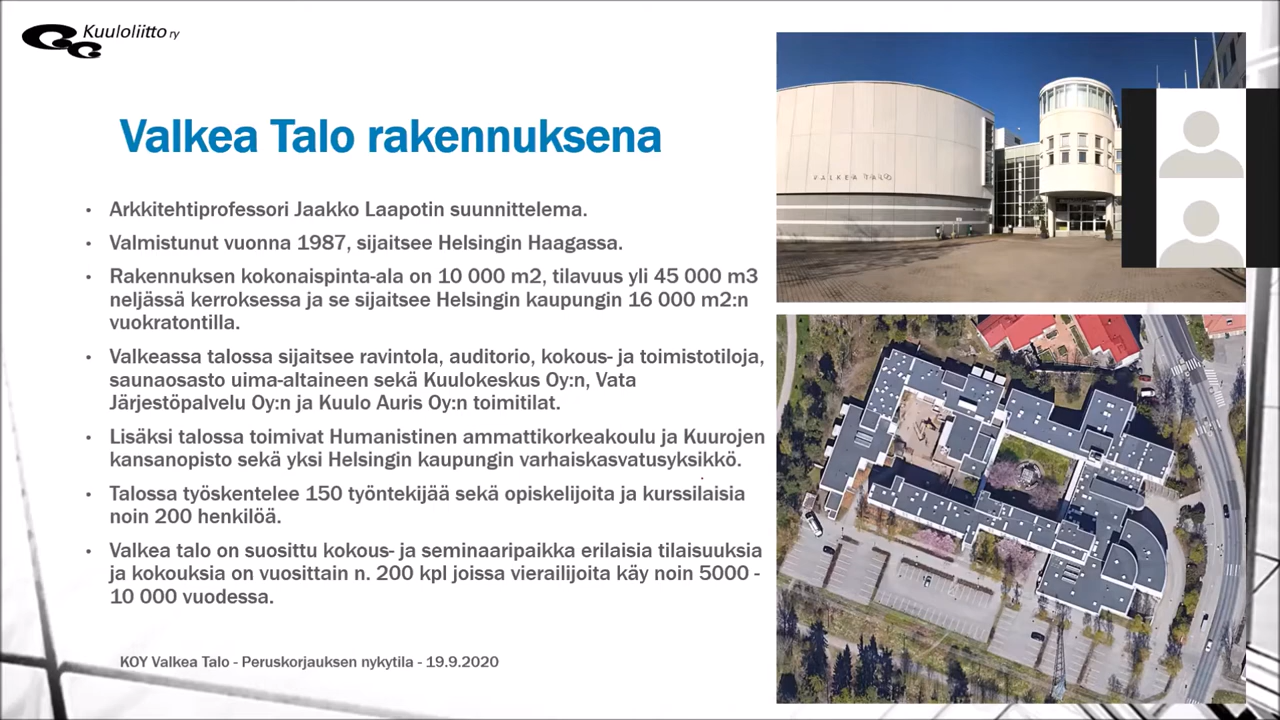 Kuuloliitto ry
Valkea Talo rakennuksena
• Arkkitehtiprofessori Jaakko Laapotin suunnittelema.
• Valmistunut vuonna 1987, sijaitsee Helsingin Haagassa.
• Rakennuksen kokonaispinta-ala on 10 000 m2, tilavuus yli 45 000 m3
neljässä kerroksessa ja se sijaitsee Helsingin kaupungin 16 000 m2:n
vuokratontilla.
• Valkeassa talossa sijaitsee ravintola, auditorio, kokous- ja toimistotiloja,
saunaosasto uima-altaineen sekä Kuulokeskus Oy:n, Vata
Järjestöpalvelu Oy:n ja Kuulo Auris Oy:n toimitilat.
• Lisäksi talossa toimivat Humanistinen ammattikorkeakoulu ja Kuurojen
kansanopisto sekä yksi Helsingin kaupungin varhaiskasvatusyksikkö.
• Talossa työskentelee 150 työntekijää sekä opiskelijoita ja kurssilaisia
noin 200 henkilöä.
• Valkea talo on suosittu kokous- ja seminaaripaikka erilaisia tilaisuuksia
ja kokouksia on vuosittain n. 200 kpl joissa vierailijoita käy noin 5000 -
10 000 vuodessa.
KOY Valkea Talo - Peruskorjauksen nykytila - 19.9.2020
VALKEA TALO